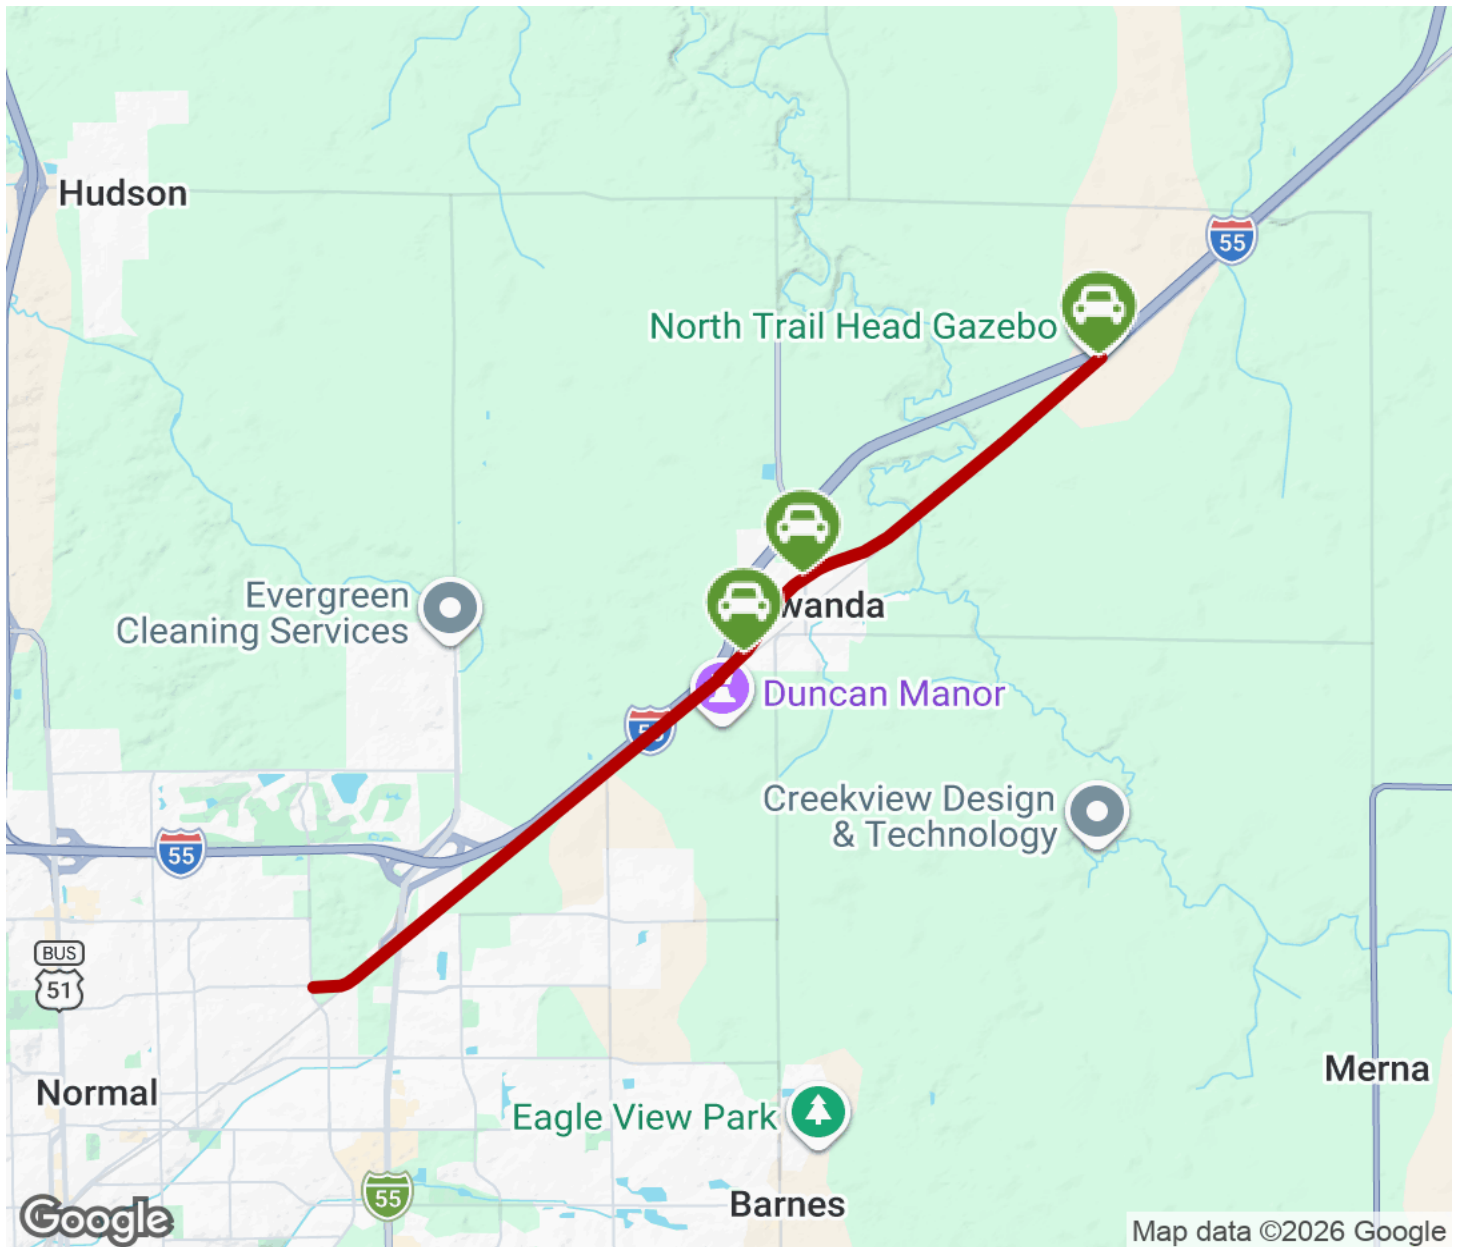 Hudson
55
North Trail Head Gazebo
wanda
Evergreen
Cleaning Services
Duncan Manor
Creekview Design
& Technology
55
BUS
51
Normal
Merna
Eagle View Park
55
Barnes
Google
Map data ©2026 Google